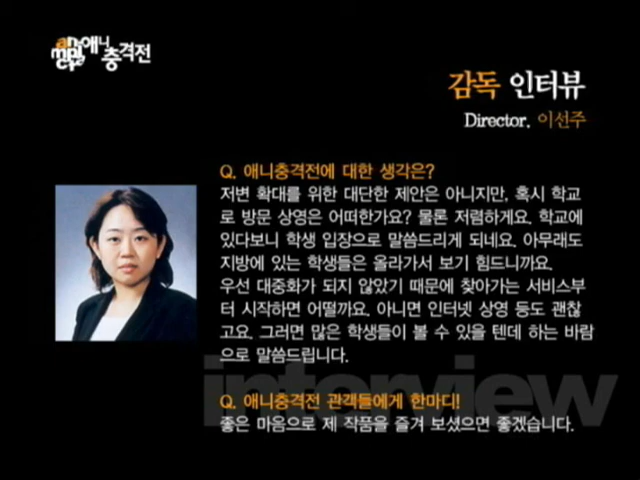 애니충격전
감독 인터뷰
Director. 이선주
Q. 애니충격전에 대한 생각은?
저변 확대를 위한 대단한 제안은 아니지만, 혹시 학교
로 방문 상영은 어떠한가요? 물론 저렴하게요. 학교에
있다보니 학생 입장으로 말씀드리게 되네요. 아무래도
지방에 있는 학생들은 올라가서 보기 힘드니까요.
우선 대중화가 되지 않았기 때문에 찾아가는 서비스부
터 시작하면 어떨까요. 아니면 인터넷 상영 등도 괜찮
고요. 그러면 많은 학생들이 볼 수 있을 텐데 하는 바람
으로 말씀드립니다.
interview
Q. 애니충격전 관객들에게 한마디!
좋은 마음으로 제 작품을 즐겨 보셨으면 좋겠습니다.